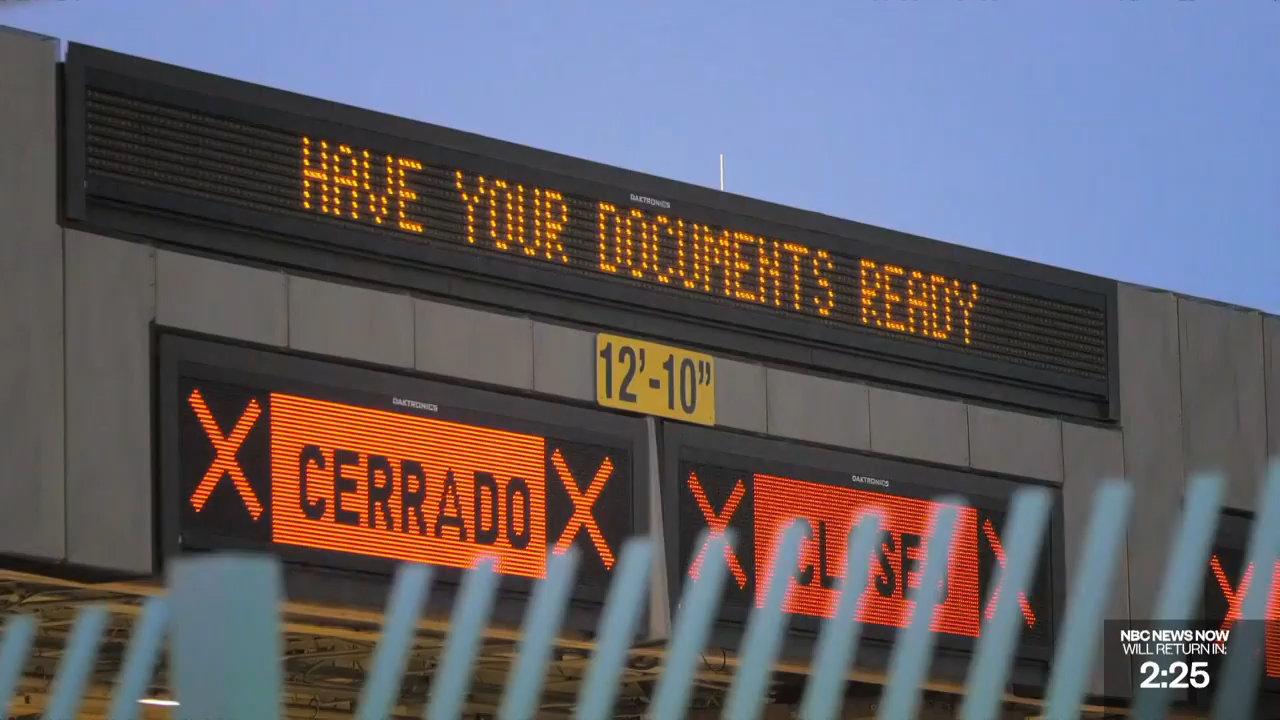 DAKTRONICS
HAVE YOUR DOCUMENTS READY
12'-10"
DAKTRONICS
X CERRADO X
DAKTRONICS
X CLOSED X
X
NBC NEWS NOW
WILL RETURN IN:
2:25